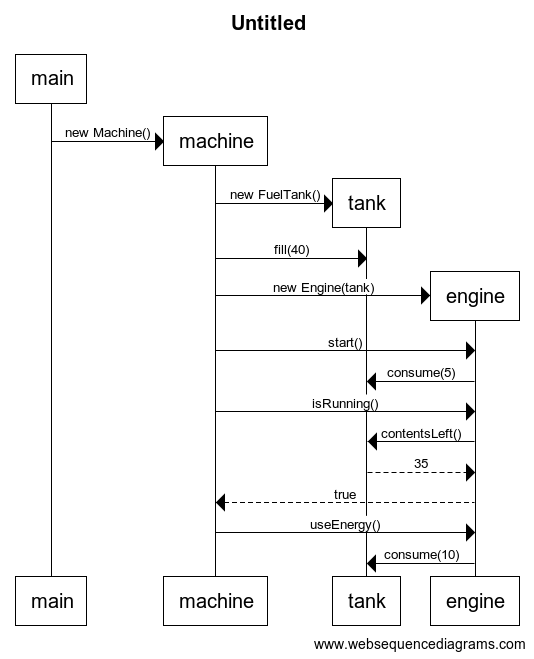 Untitled
main
new Machine()
machine
new FuelTank()
tank
fill(40)
new Engine(tank)
engine
start()
consume(5)
isRunning()
contentsLeft()
35
true
useEnergy()
consume(10)
main
machine
tank
engine
www.websequencediagrams.com